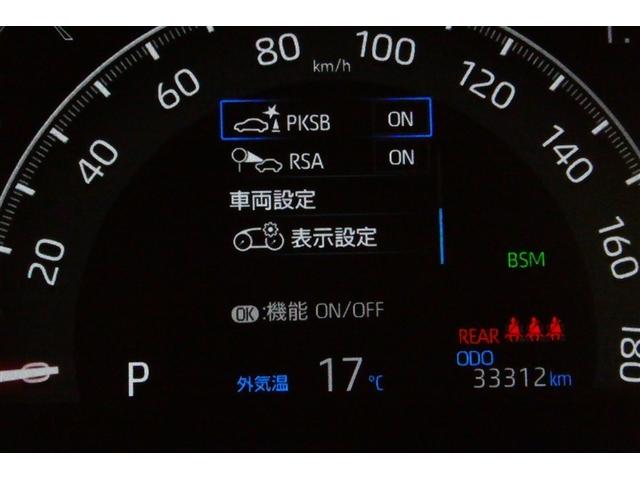 80 100
60 km/h 120
PKSB ON
40 RSA ON 140
車両設定
表示設定
20 BSM 160
OK:機能 ON/OFF
REAR
ODO
0 P 外気温 17℃ 33312km 180